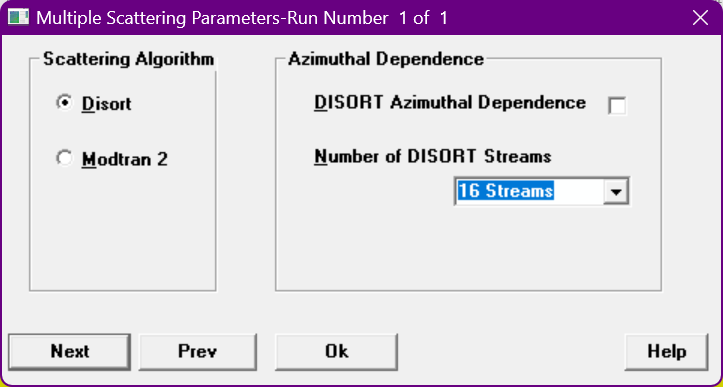 Multiple Scattering Parameters-Run Number 1 of 1
Scattering Algorithm
Disort
Modtran 2
Azimuthal Dependence
DISORT Azimuthal Dependence
Number of DISORT Streams
16 Streams
Next
Prev
Ok
Help